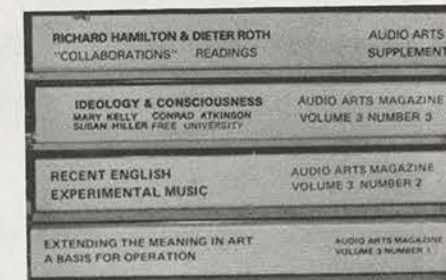 RICHARD HAMILTON & DIETER ROTH
"COLLABORATIONS" READINGS
AUDIO ARTS
SUPPLEMENT
IDEOLOGY & CONSCIOUSNESS
MARY KELLY CONRAD ATKINSON
SUSAN HILLER FREE UNIVERSITY
AUDIO ARTS MAGAZINE
VOLUME 3 NUMBER 3
RECENT ENGLISH
EXPERIMENTAL MUSIC
AUDIO ARTS MAGAZINE
VOLUME 3 NUMBER 2
EXTENDING THE MEANING IN ART
A BASIS FOR OPERATION
AUDIO ARTS MAGAZINE
VOLUME 3 NUMBER 1